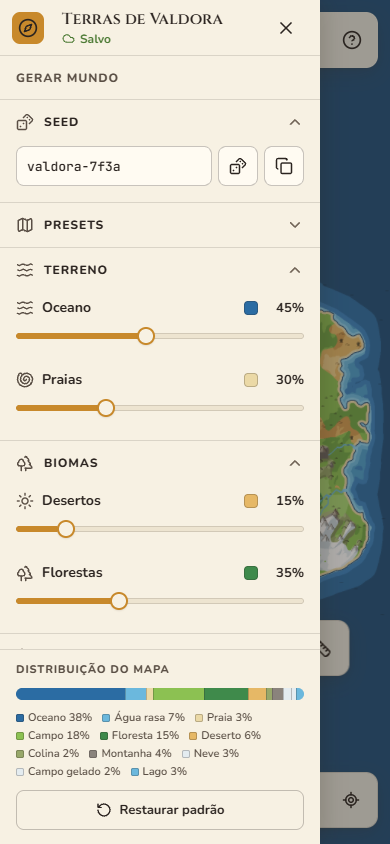 Terras de Valdora
Salvo
GERAR MUNDO
SEED
valdora-7f3a
PRESETS
TERRENO
Oceano 45%
Praias 30%
BIOMAS
Desertos 15%
Florestas 35%
DISTRIBUIÇÃO DO MAPA
Oceano 38% Água rasa 7% Praia 3%
Campo 18% Floresta 15% Deserto 6%
Colina 2% Montanha 4% Neve 3%
Campo gelado 2% Lago 3%
Restaurar padrão